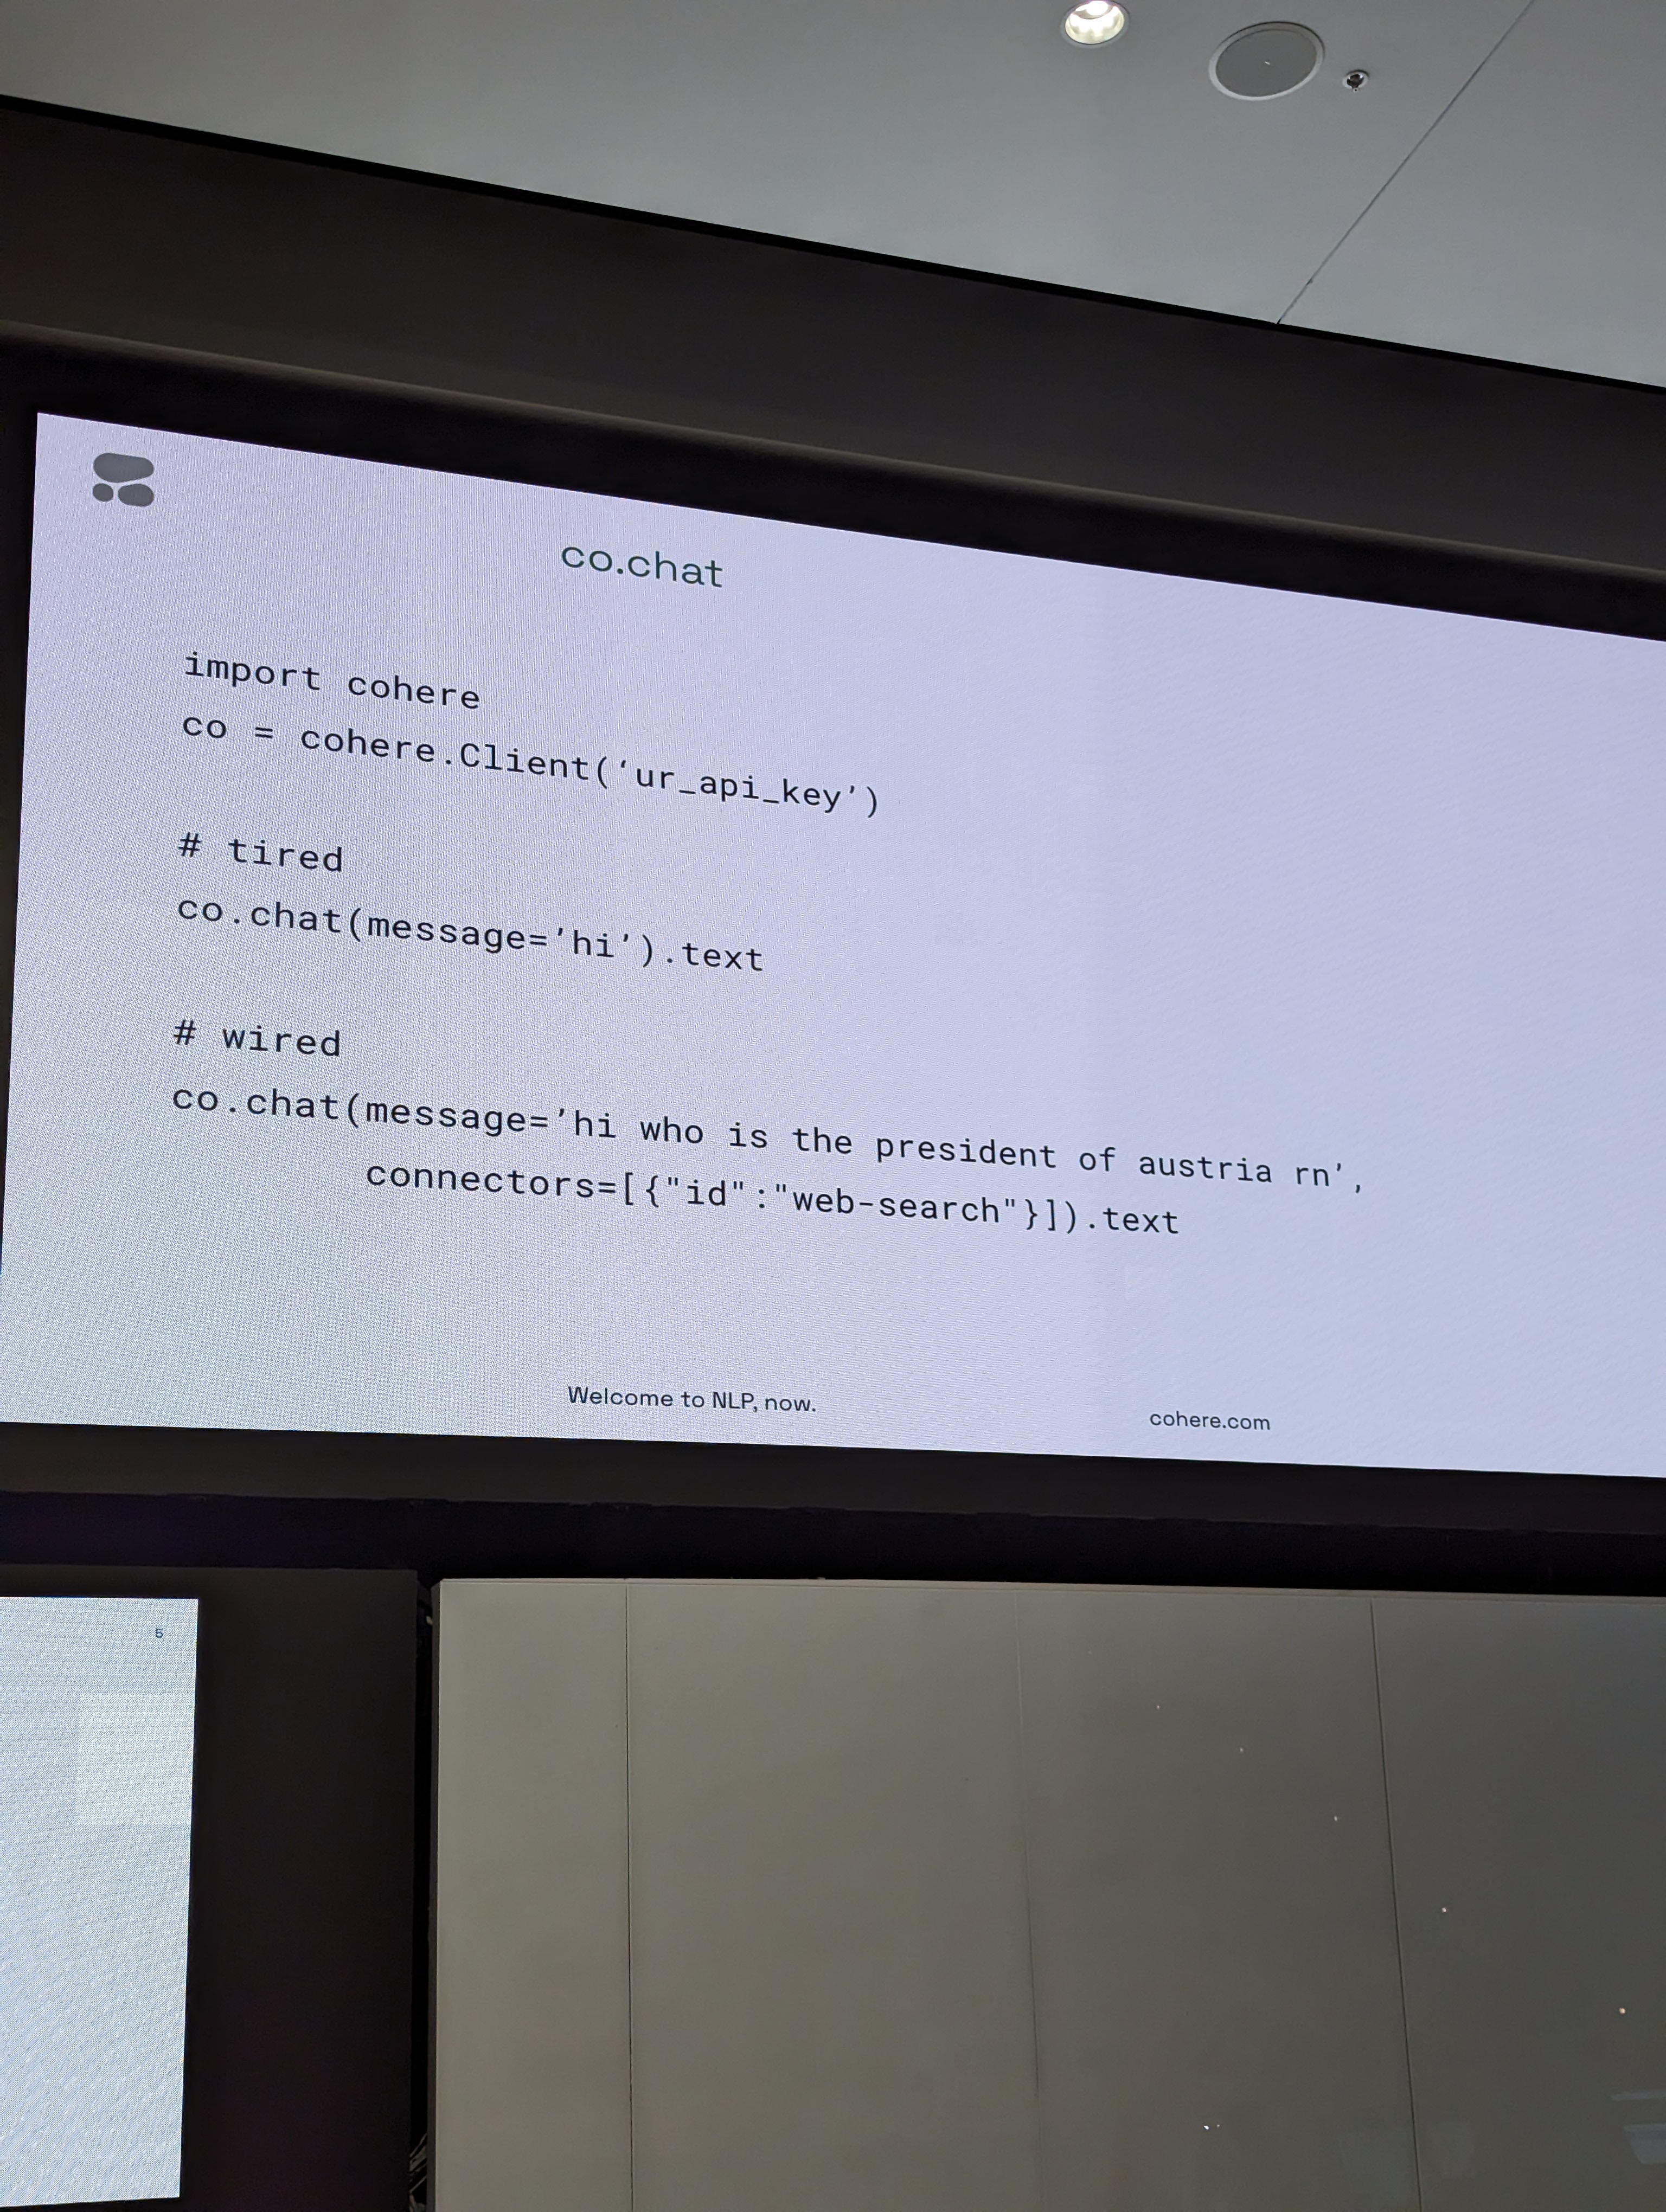 co.chat
import cohere
co = cohere.Client(‘ur_api_key’)
# tired
co.chat(message=’hi’).text
# wired
co.chat(message=’hi who is the president of austria rn’,
connectors=[{"id":"web-search"}]).text
Welcome to NLP, now.
cohere.com
5